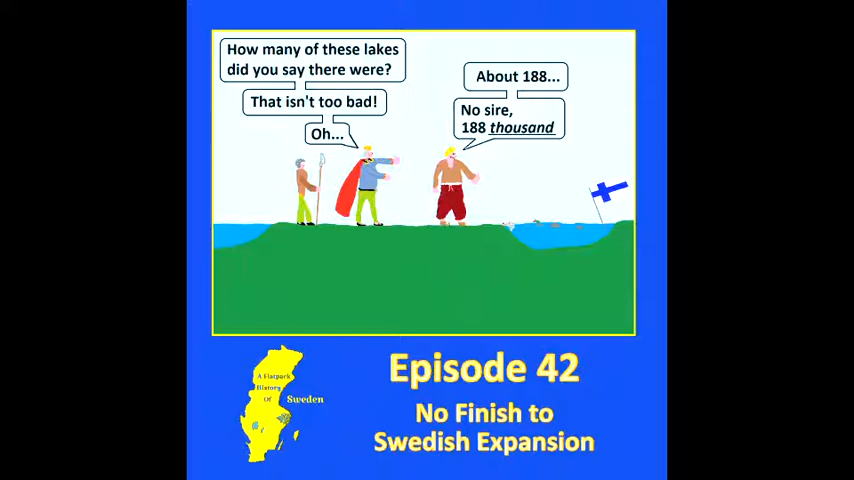 How many of these lakes
did you say there were?
About 188...
That isn't too bad!
No sire,
188 thousand
Oh...
Episode 42
No Finish to
Swedish Expansion
A Flatpack
History
Of
Sweden